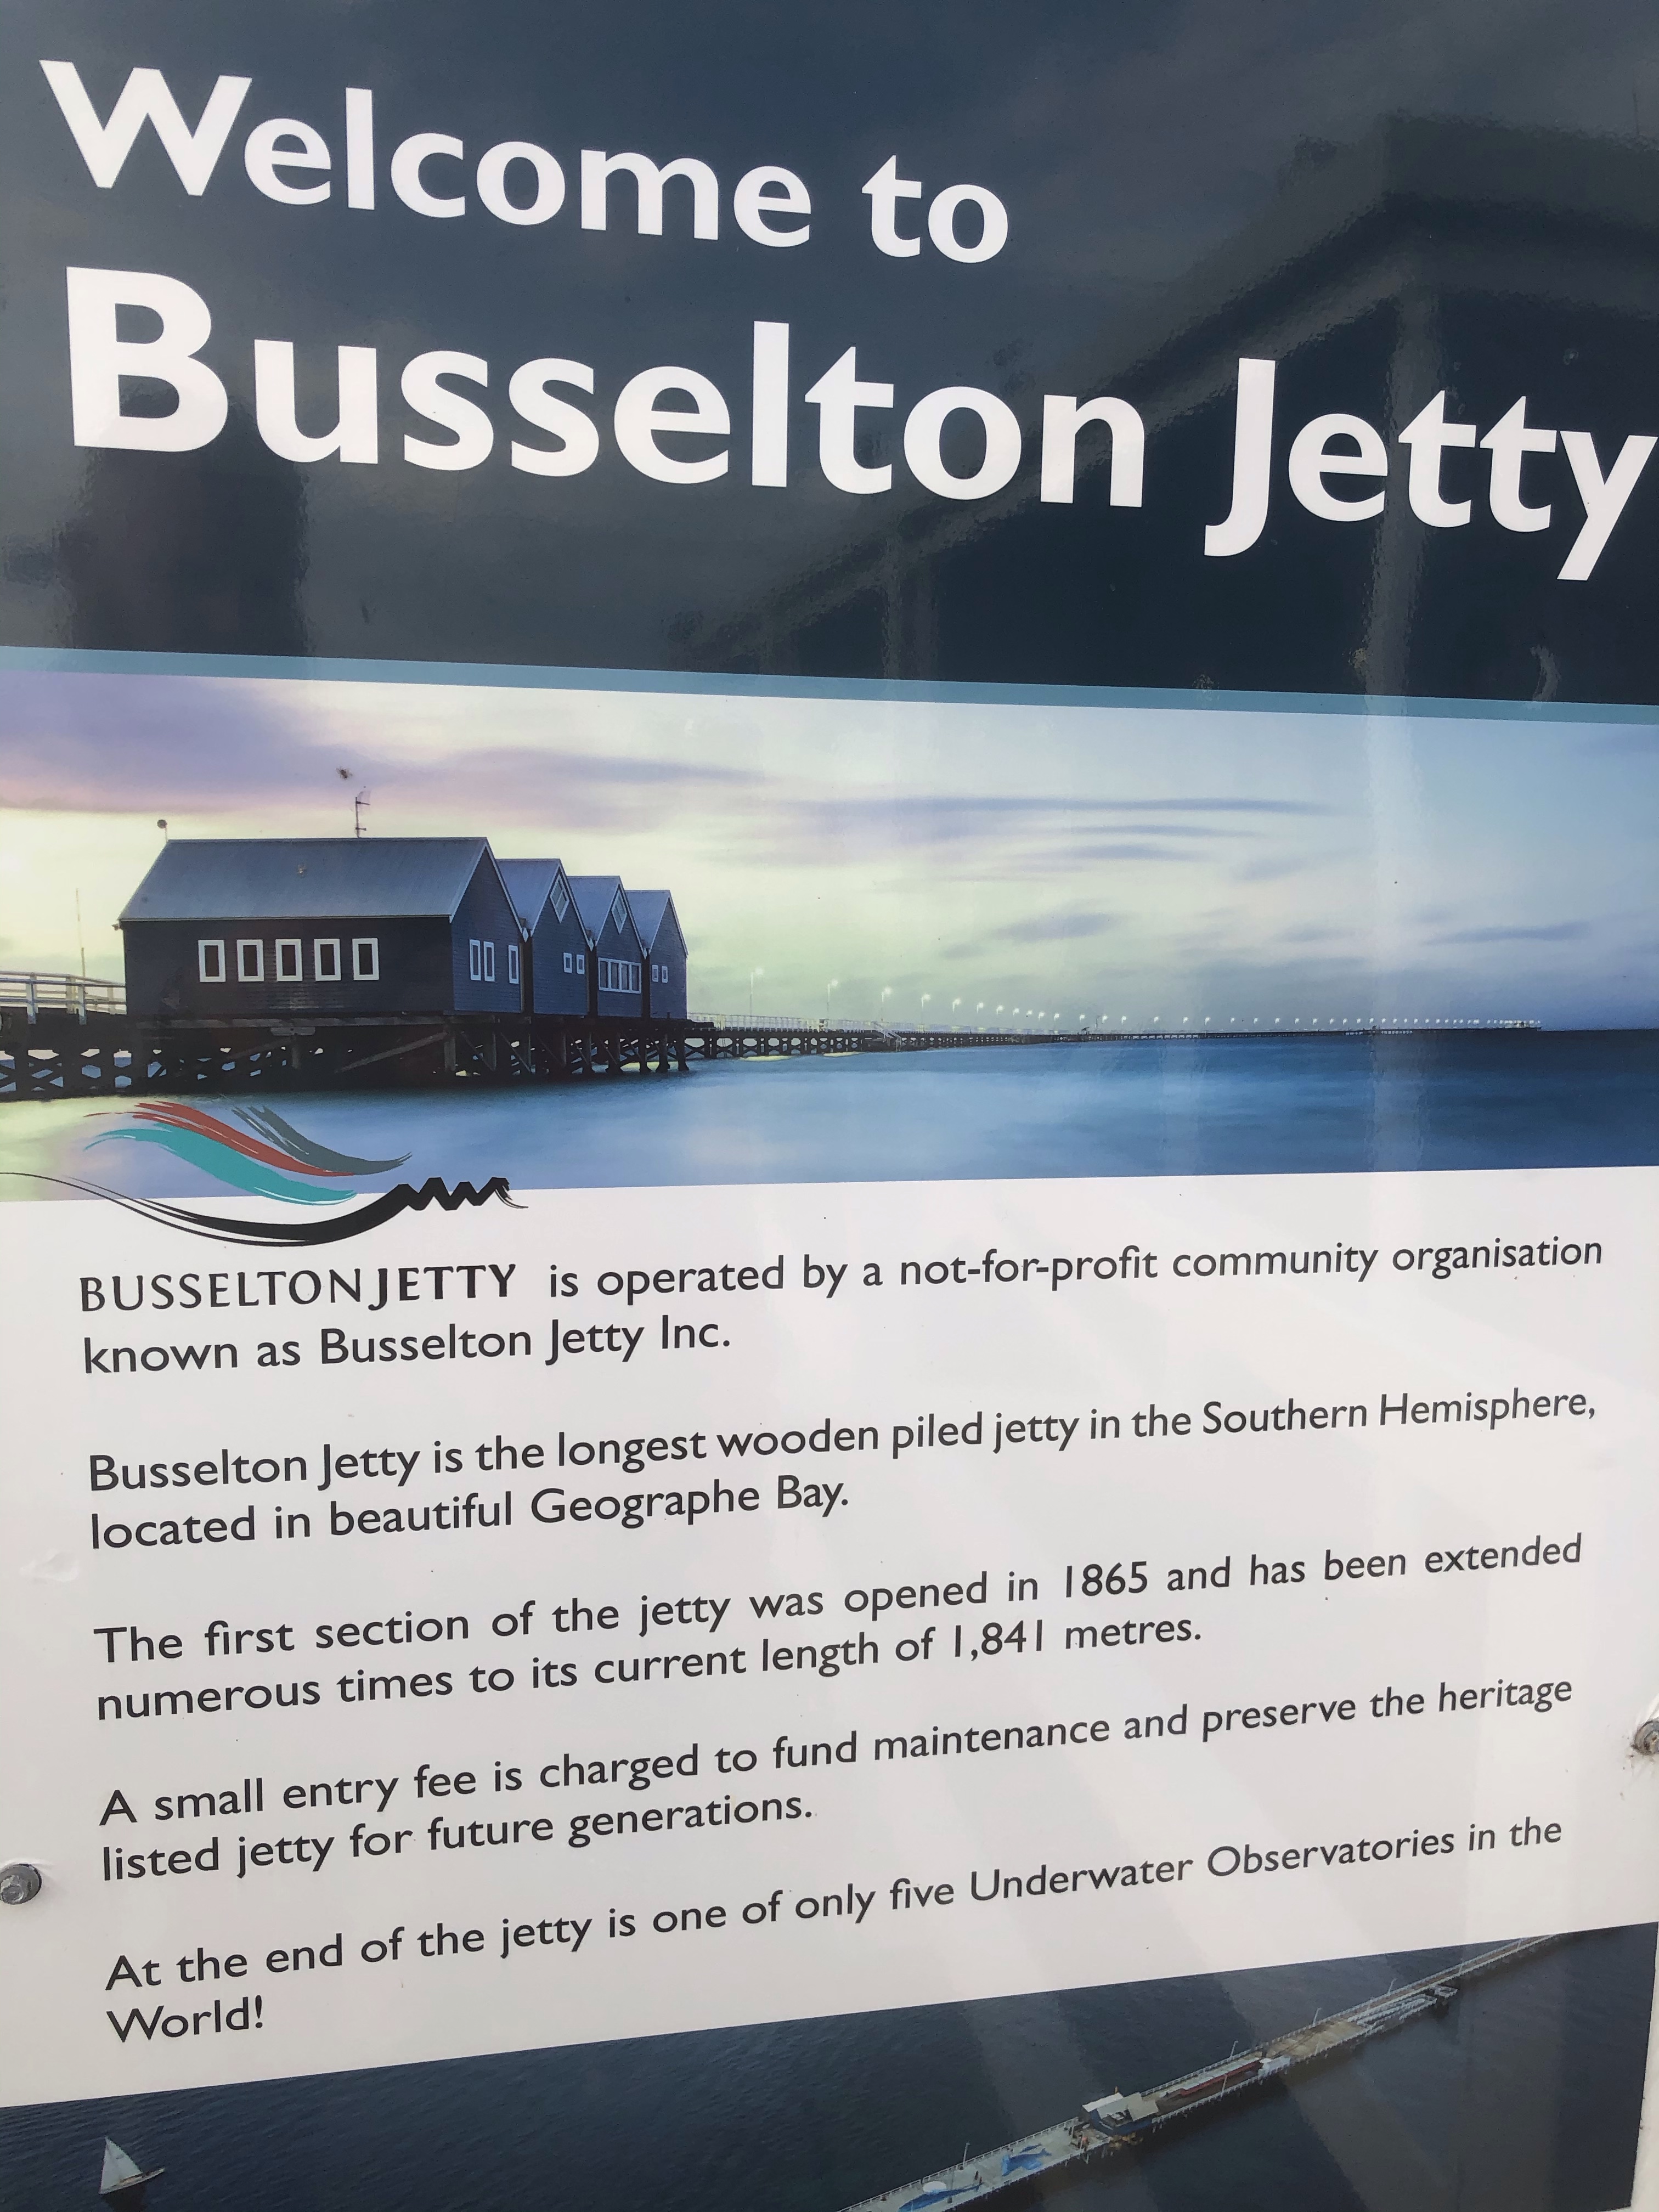 Welcome to
Busselton Jetty
BUSSELTON JETTY is operated by a not-for-profit community organisation
known as Busselton Jetty Inc.
Busselton Jetty is the longest wooden piled jetty in the Southern Hemisphere,
located in beautiful Geographe Bay.
The first section of the jetty was opened in 1865 and has been extended
numerous times to its current length of 1,841 metres.
A small entry fee is charged to fund maintenance and preserve the heritage
listed jetty for future generations.
At the end of the jetty is one of only five Underwater Observatories in the
World!